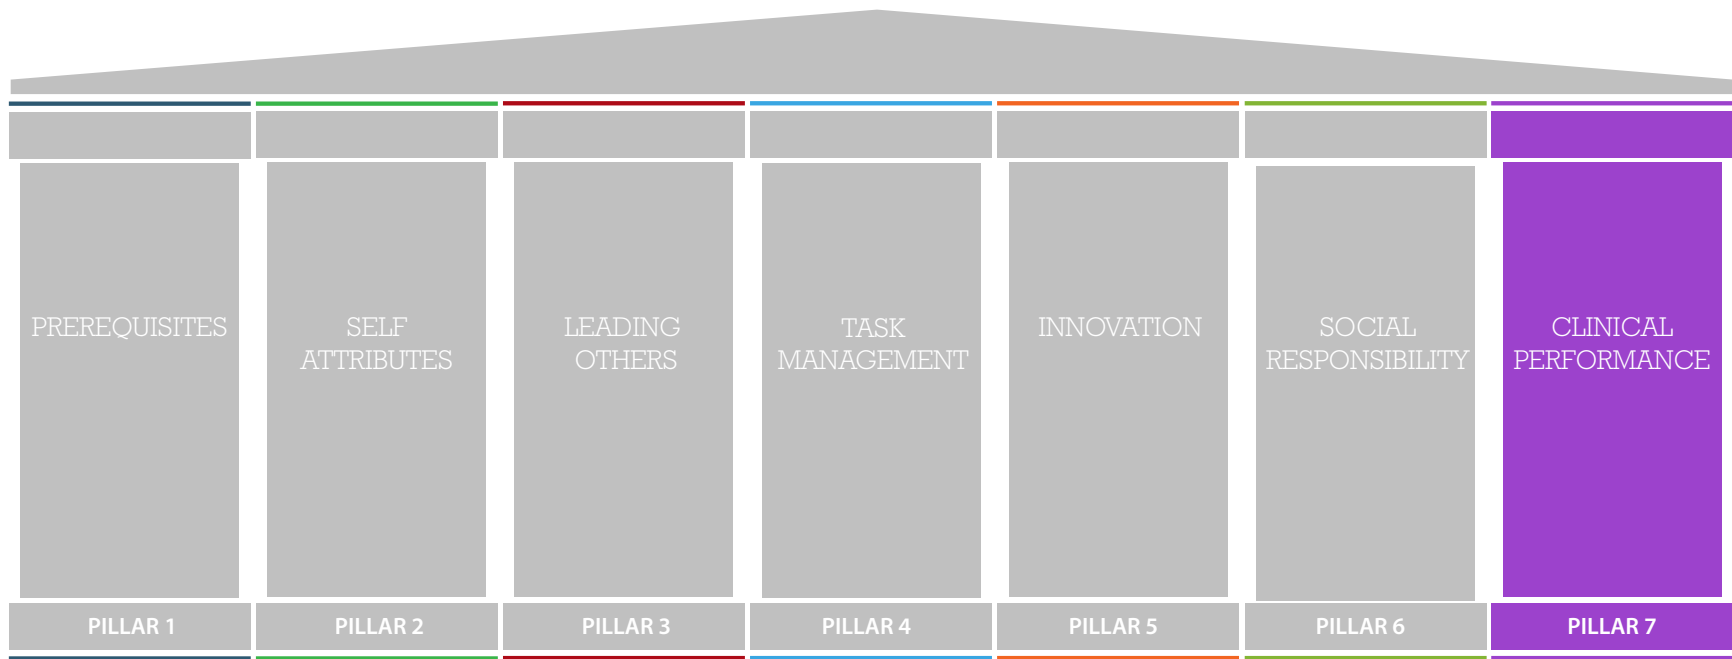 PREREQUISITES
SELF
ATTRIBUTES
LEADING
OTHERS
TASK
MANAGEMENT
INNOVATION
SOCIAL
RESPONSIBILITY
CLINICAL
PERFORMANCE
PILLAR 1
PILLAR 2
PILLAR 3
PILLAR 4
PILLAR 5
PILLAR 6
PILLAR 7